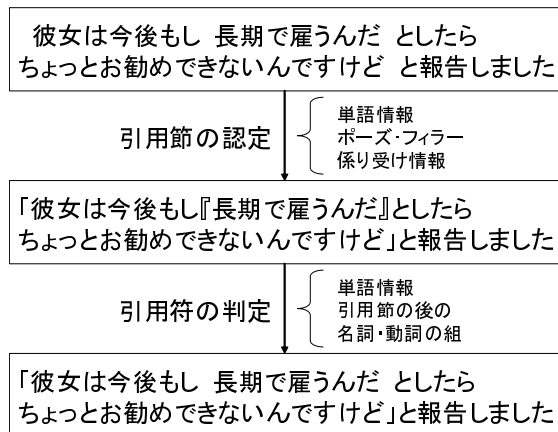 彼女は今後もし 長期で雇うんだ としたら
ちょっとお勧めできないんですけど と報告しました
引用節の認定
単語情報
ポーズ・フィラー
係り受け情報
「彼女は今後もし『長期で雇うんだ』としたら
ちょっとお勧めできないんですけど」と報告しました
引用符の判定
単語情報
引用節の後の
名詞・動詞の組
「彼女は今後もし 長期で雇うんだ としたら
ちょっとお勧めできないんですけど」と報告しました